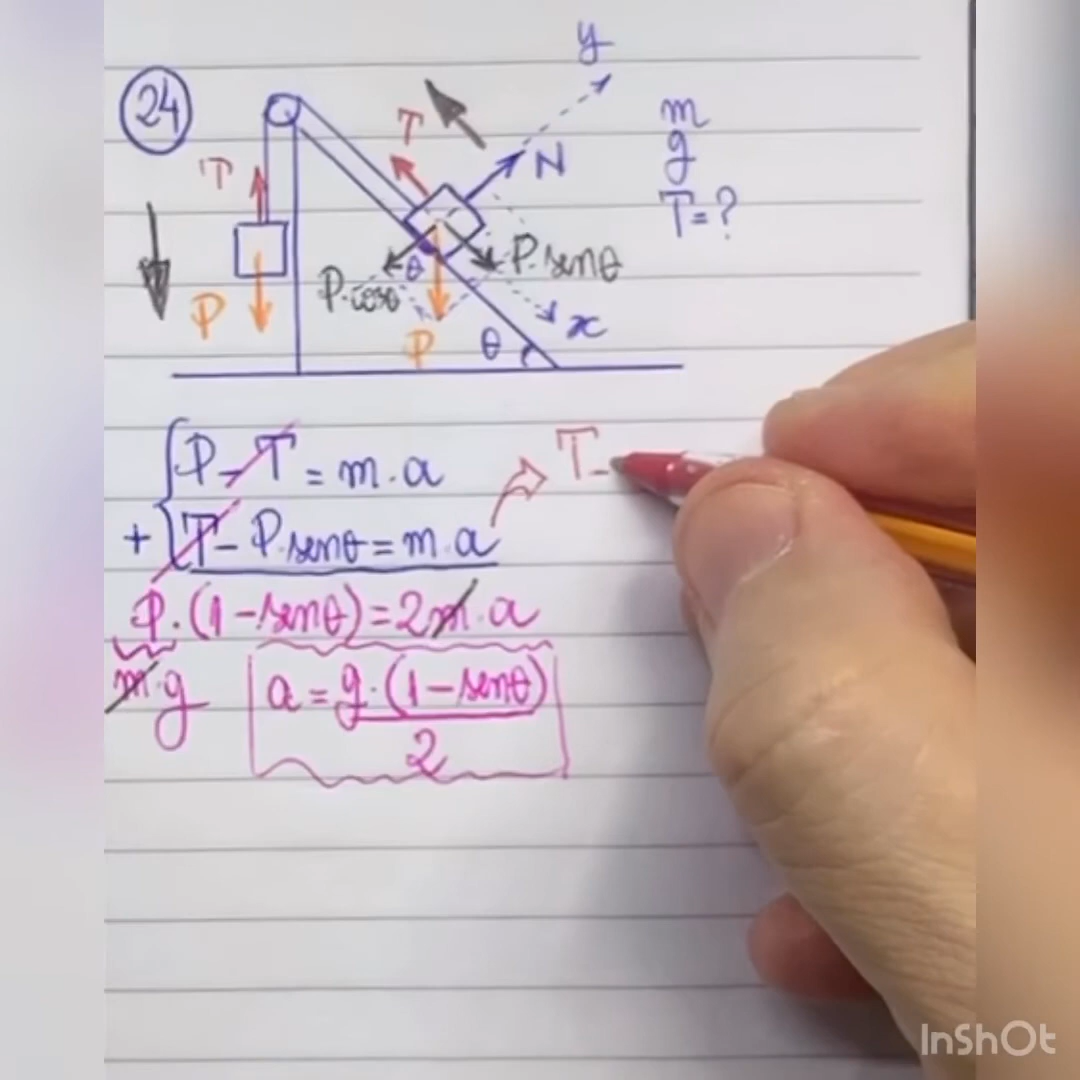 24
y
m
g
T = ?
T
T
N
P.senθ
P.cosθ
θ
P
P
θ
x
P - T = m.a
+ T - P.senθ = m.a
T -
P.(1 - senθ) = 2m.a
m.g
a = g.(1 - senθ)
2
InShOt